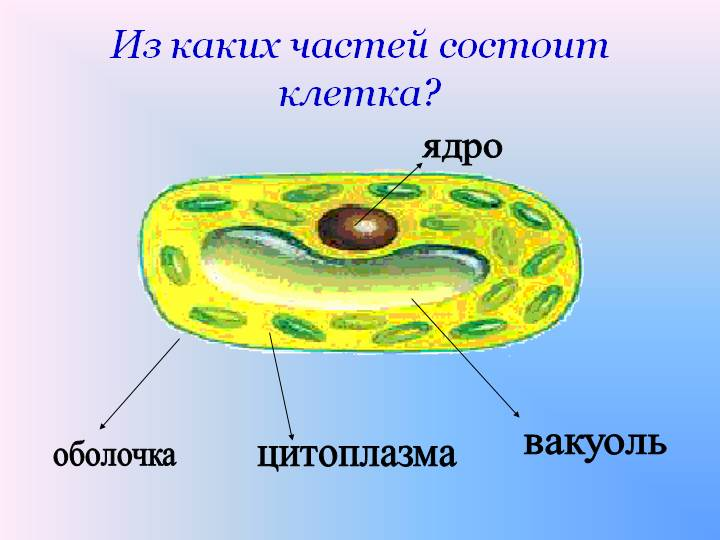 Из каких частей состоит
клетка?
ядро
вакуоль
оболочка
цитоплазма